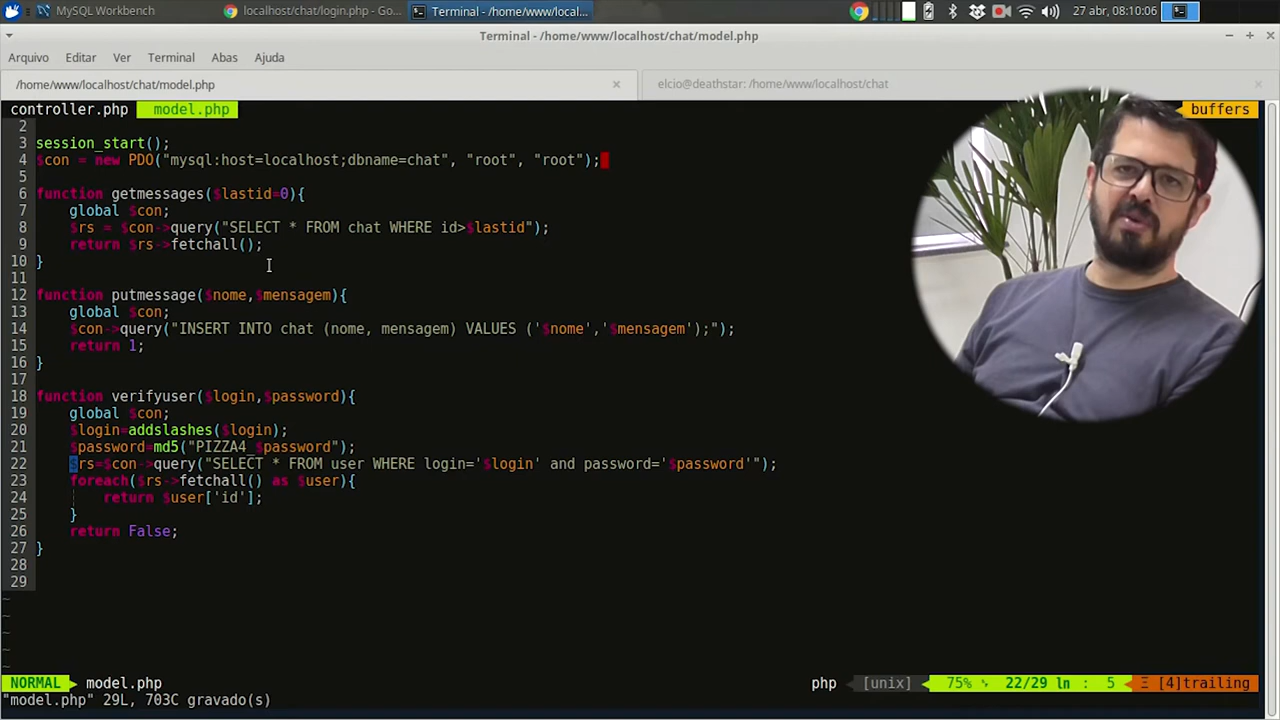 MySQL Workbench
localhost/chat/login.php - Go...
Terminal - /home/www/local...
27 abr, 08:10:06
Terminal - /home/www/localhost/chat/model.php
Arquivo Editar Ver Terminal Abas Ajuda
/home/www/localhost/chat/model.php
elcio@deathstar: /home/www/localhost/chat
controller.php model.php buffers
2
3 session_start();
4 $con = new PDO("mysql:host=localhost;dbname=chat", "root", "root");
5
6 function getmessages($lastid=0){
7 global $con;
8 $rs = $con->query("SELECT * FROM chat WHERE id>$lastid");
9 return $rs->fetchall();
10 }
11
12 function putmessage($nome,$mensagem){
13 global $con;
14 $con->query("INSERT INTO chat (nome, mensagem) VALUES ('$nome','$mensagem');");
15 return 1;
16 }
17
18 function verifyuser($login,$password){
19 global $con;
20 $login=addslashes($login);
21 $password=md5("PIZZA4_$password");
22 $rs=$con->query("SELECT * FROM user WHERE login='$login' and password='$password'");
23 foreach($rs->fetchall() as $user){
24 return $user['id'];
25 }
26 return False;
27 }
28
29
~
~
~
~
~
NORMAL model.php php [unix] 75% 22/29 ln : 5 Ξ [4]trailing
"model.php" 29L, 703C gravado(s)